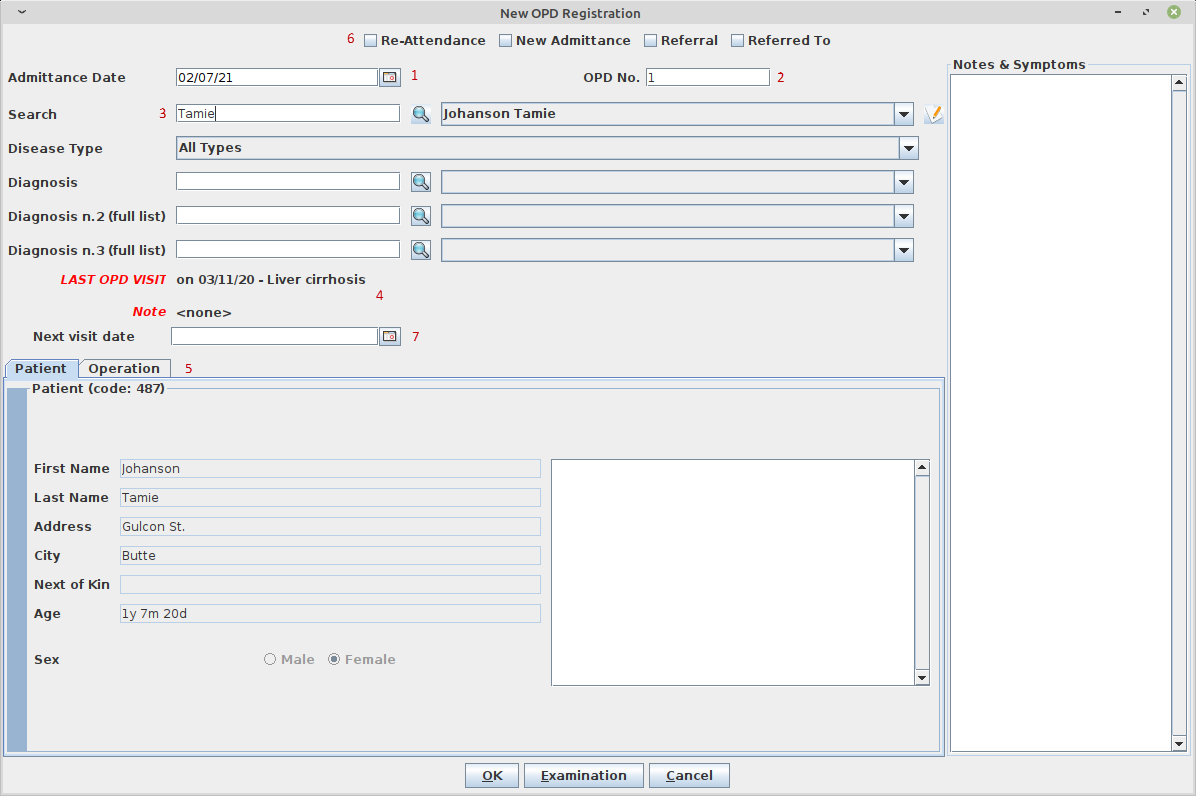 New OPD Registration
6 Re-Attendance New Admittance Referral Referred To
Admittance Date 02/07/21 1 OPD No. 1 2
Notes & Symptoms
Search 3 Tamie Johanson Tamie
Disease Type All Types
Diagnosis
Diagnosis n.2 (full list)
Diagnosis n.3 (full list)
LAST OPD VISIT on 03/11/20 - Liver cirrhosis
4
Note <none>
Next visit date 7
Patient Operation 5
Patient (code: 487)
First Name Johanson
Last Name Tamie
Address Gulcon St.
City Butte
Next of Kin
Age 1y 7m 20d
Sex Male Female
OK Examination Cancel